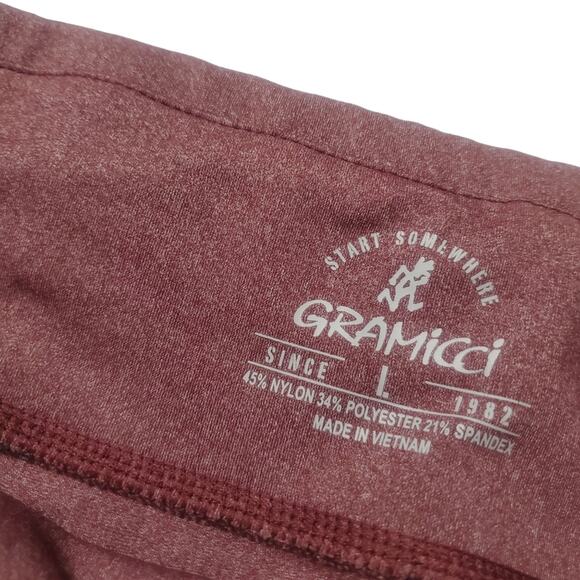 START SOMEWHERE
GRAMiCCi
SINCE L 1982
45% NYLON 34% POLYESTER 21% SPANDEX
MADE IN VIETNAM